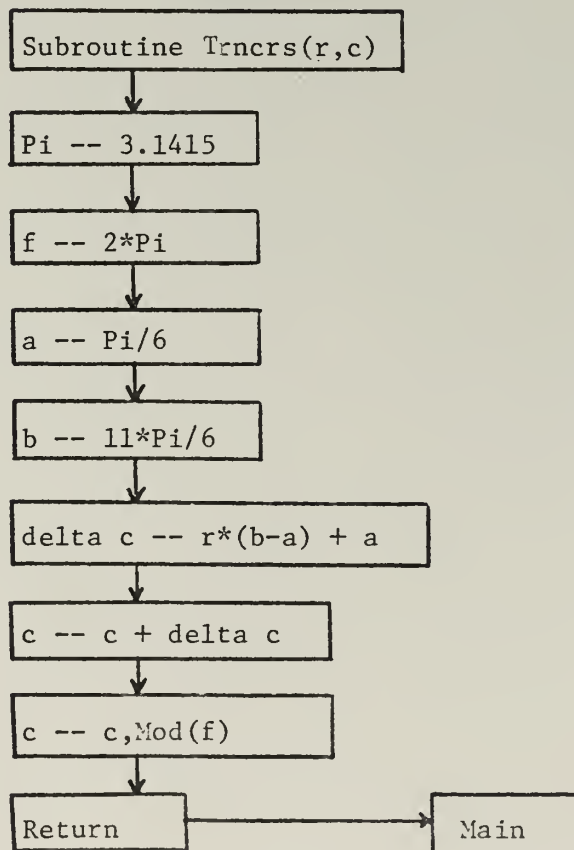 Subroutine Trncrs(r,c)
Pi -- 3.1415
f -- 2*Pi
a -- Pi/6
b -- 11*Pi/6
delta c -- r*(b-a) + a
c -- c + delta c
c -- c,Mod(f)
Return
Main